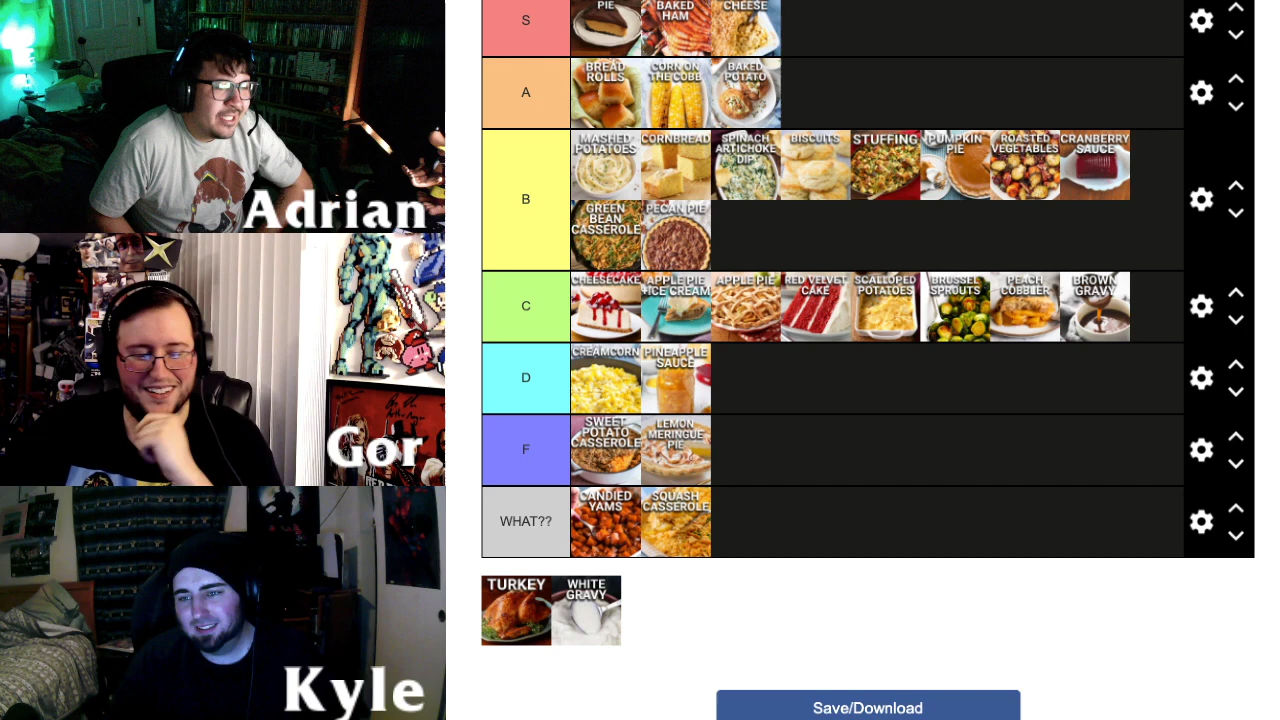 Adrian
Gor
Kyle
S
PIE
BAKED
HAM
CHEESE
A
BREAD
ROLLS
CORN ON
THE COBB
BAKED
POTATO
B
MASHED
POTATOES
CORNBREAD
SPINACH
ARTICHOKE
DIP
BISCUITS
STUFFING
PUMPKIN
PIE
ROASTED
VEGETABLES
CRANBERRY
SAUCE
GREEN
BEAN
CASSEROLE
PECAN PIE
C
CHEESECAKE
APPLE PIE
+ICE CREAM
APPLE PIE
RED VELVET
CAKE
SCALLOPED
POTATOES
BRUSSEL
SPROUTS
PEACH
COBBIER
BROWN
GRAVY
D
CREAMCORN
PINEAPPLE
SAUCE
F
SWEET
POTATO
CASSEROLE
LEMON
MERINGUE
PIE
WHAT??
CANDIED
YAMS
SQUASH
CASSEROLE
TURKEY
WHITE
GRAVY
Save/Download